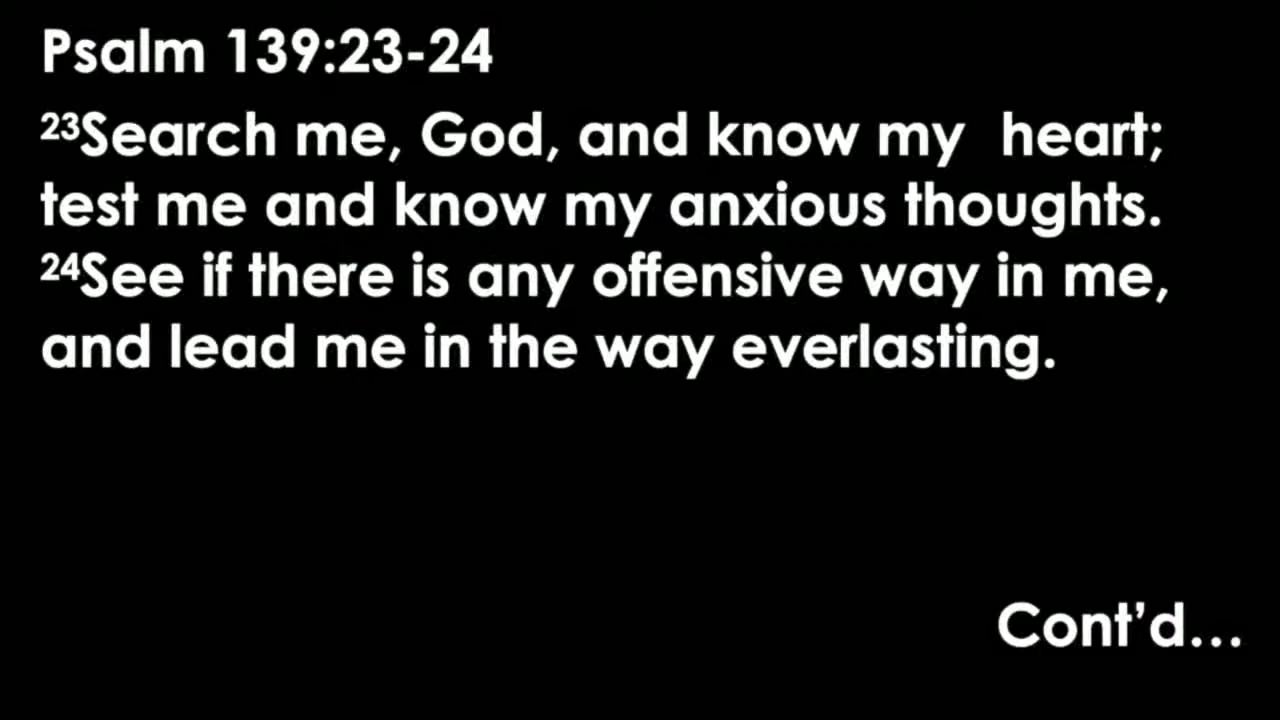 Psalm 139:23-24
²³Search me, God, and know my  heart;
test me and know my anxious thoughts.
²⁴See if there is any offensive way in me,
and lead me in the way everlasting.
Cont’d...